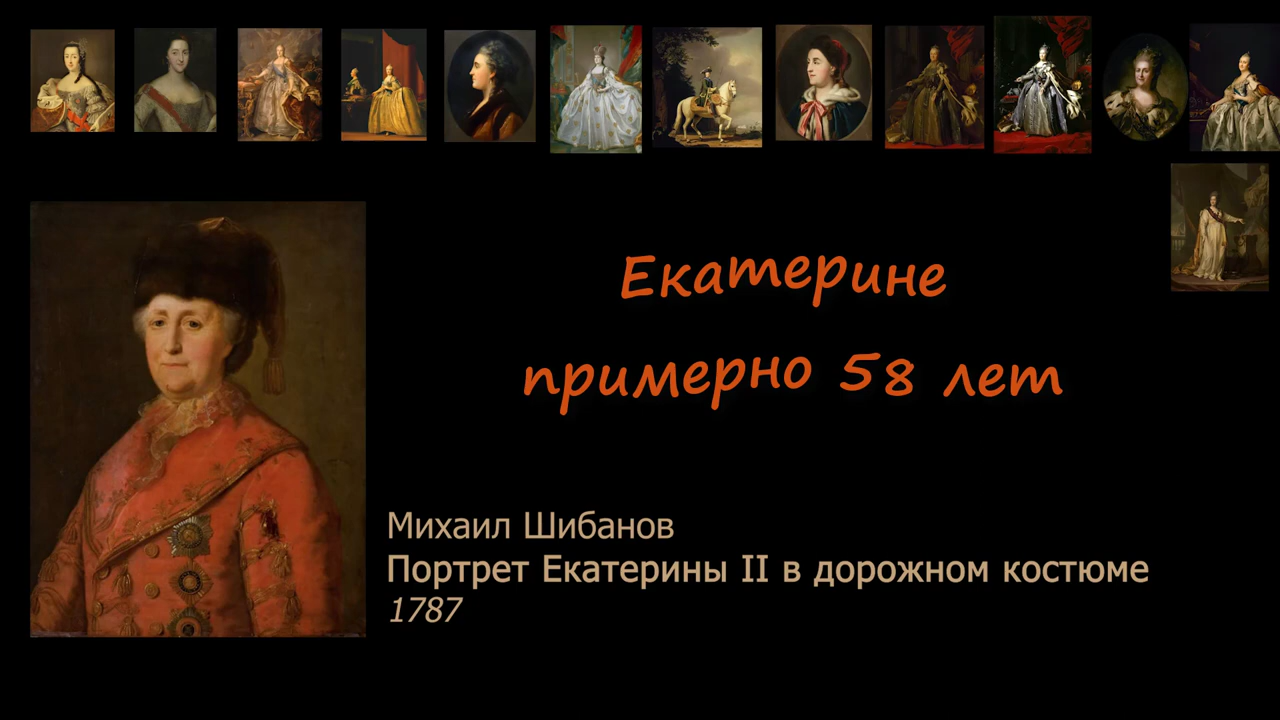 Екатерине
примерно 58 лет
Михаил Шибанов
Портрет Екатерины II в дорожном костюме
1787